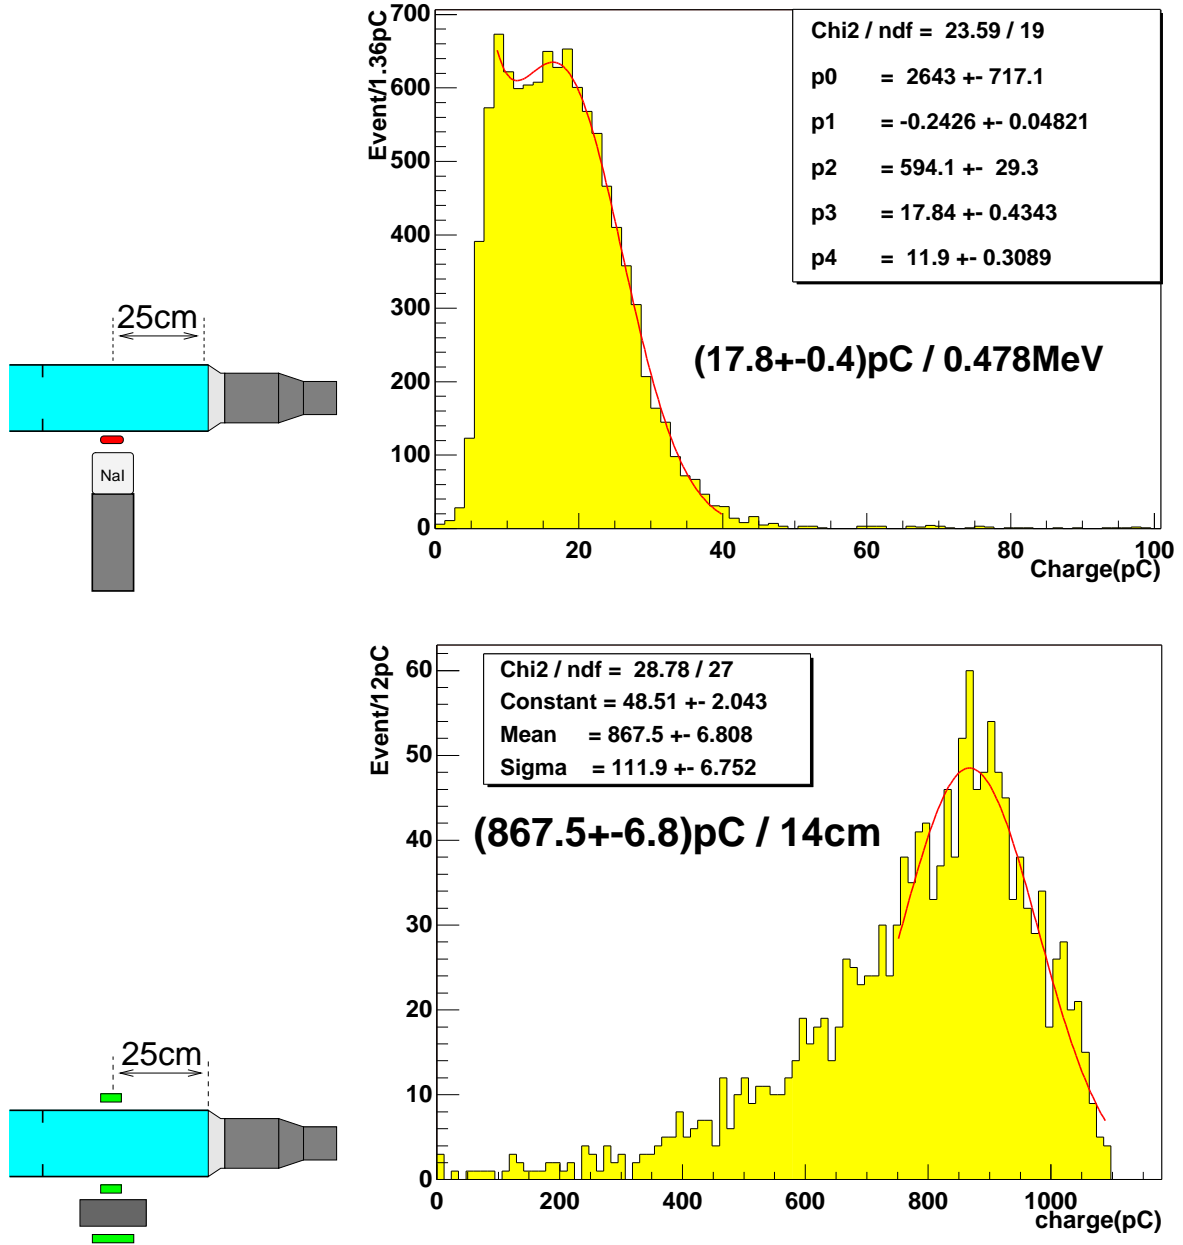 700
600
500
400
300
200
100
0
Event/1.36pC
Chi2 / ndf = 23.59 / 19
p0 = 2643 +- 717.1
p1 = -0.2426 +- 0.04821
p2 = 594.1 +- 29.3
p3 = 17.84 +- 0.4343
p4 = 11.9 +- 0.3089
(17.8+-0.4)pC / 0.478MeV
0 20 40 60 80 100
Charge(pC)
25cm
NaI
60
50
40
30
20
10
0
Event/12pC
Chi2 / ndf = 28.78 / 27
Constant = 48.51 +- 2.043
Mean = 867.5 +- 6.808
Sigma = 111.9 +- 6.752
(867.5+-6.8)pC / 14cm
0 200 400 600 800 1000
charge(pC)
25cm